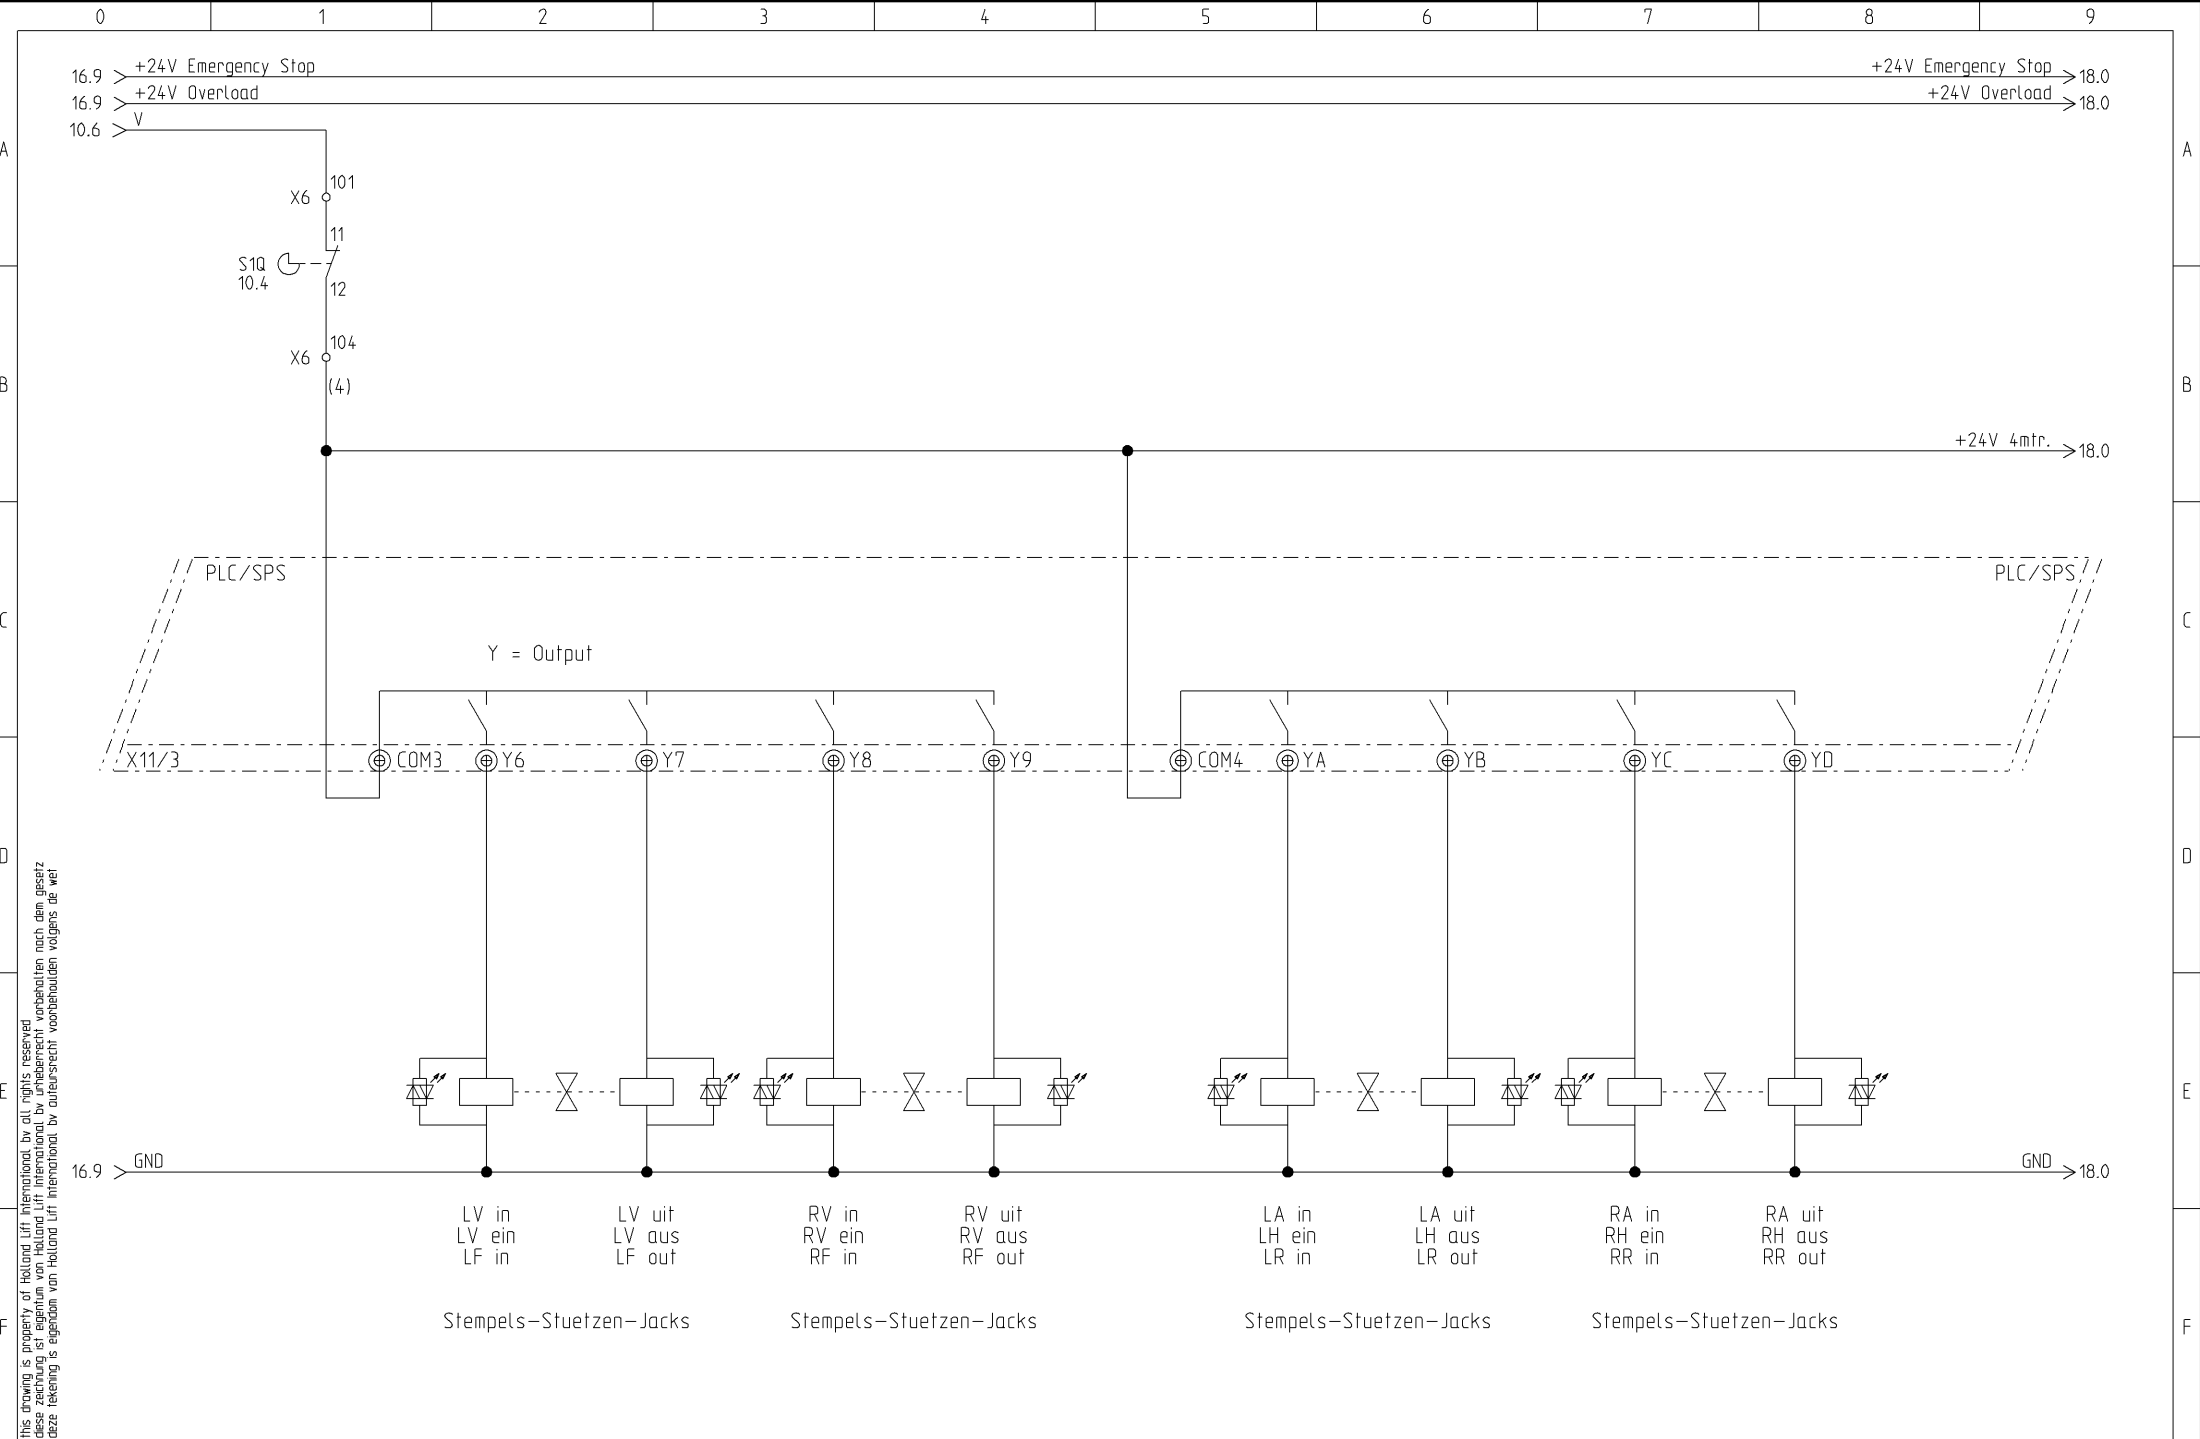 0 1 2 3 4 5 6 7 8 9
16.9 +24V Emergency Stop +24V Emergency Stop 18.0
16.9 +24V Overload +24V Overload 18.0
10.6 V
A A
X6 101
11
S1Q
10.4
12
X6 104
B (4) B
+24V 4mtr. 18.0
PLC/SPS PLC/SPS
C C
Y = Output
X11/3 COM3 Y6 Y7 Y8 Y9 COM4 YA YB YC YD
D D
E E
16.9 GND GND 18.0
LV in LV uit RV in RV uit LA in LA uit RA in RA uit
LV ein LV aus RV ein RV aus LH ein LH aus RH ein RH aus
LF in LF out RF in RF out LR in LR out RR in RR out
Stempels-Stuetzen-Jacks Stempels-Stuetzen-Jacks Stempels-Stuetzen-Jacks Stempels-Stuetzen-Jacks
F F
this drawing is property of Holland Lift International bv all rights reserved
diese zeichnung ist eigentum von Holland Lift International bv urheberrecht vorbehalten nach dem gesetz
deze tekening is eigendom van Holland Lift International bv auteursrecht voorbehoulden volgens de wet